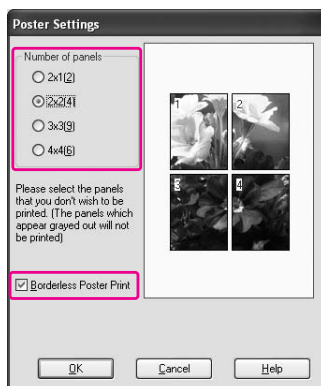 Poster Settings
Number of panels
2x1(2)
2x2(4)
3x3(9)
4x4(6)
1
2
3
4
Please select the panels
that you don't wish to be
printed. (The panels which
appear grayed out will not
be printed)
Borderless Poster Print
OK
Cancel
Help